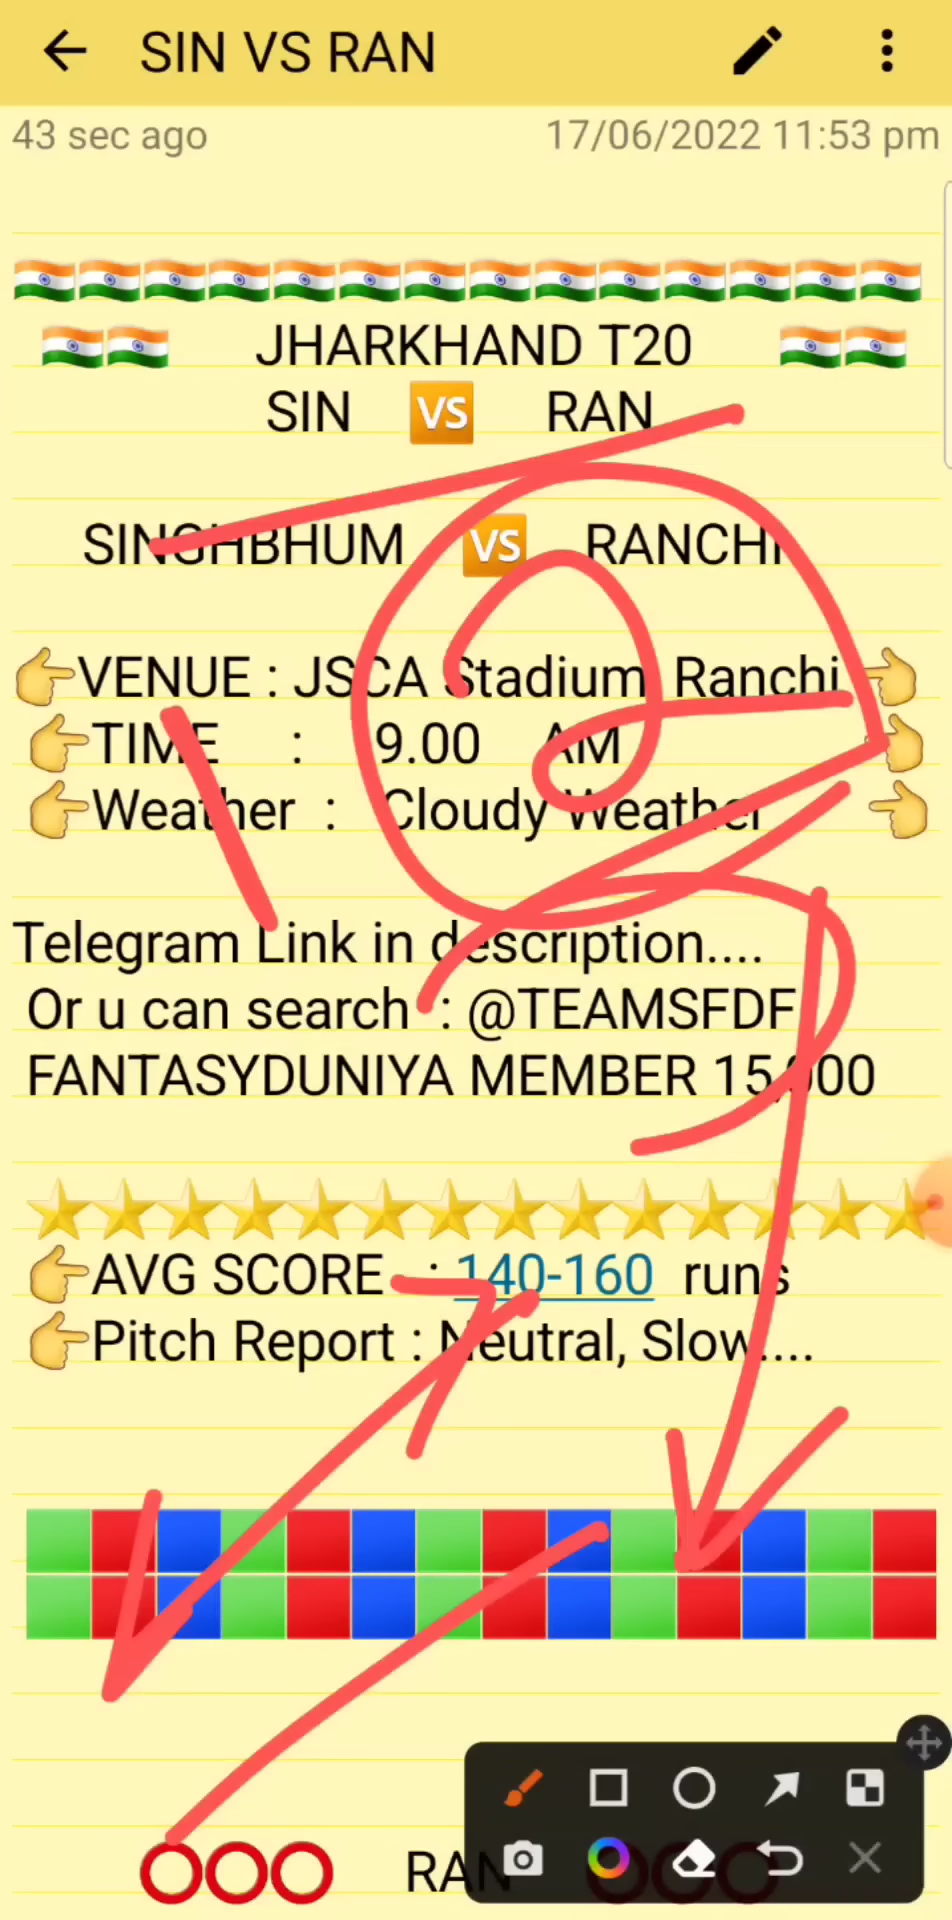 SIN VS RAN
43 sec ago 17/06/2022 11:53 pm
JHARKHAND T20
SIN VS RAN
SINGHBHUM VS RANCHI
VENUE : JSCA Stadium, Ranchi
TIME : 9.00 AM
Weather : Cloudy Weather
Telegram Link in description....
Or u can search : @TEAMSFDF
FANTASYDUNIYA MEMBER 15,000
AVG SCORE : 140-160 runs
Pitch Report : Neutral, Slow....
RAN